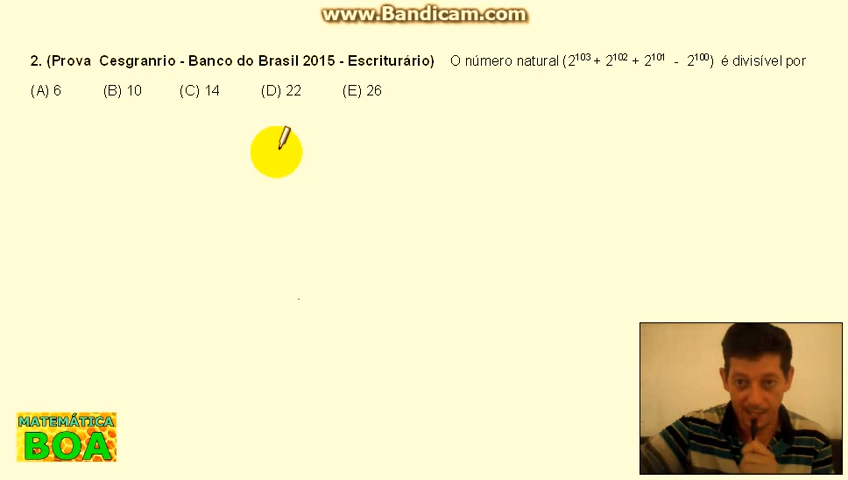 www.Bandicam.com
2. (Prova Cesgranrio - Banco do Brasil 2015 - Escriturário) O número natural (2¹⁰³ + 2¹⁰² + 2¹⁰¹ - 2¹⁰⁰) é divisível por
(A) 6 (B) 10 (C) 14 (D) 22 (E) 26
MATEMÁTICA
BOA